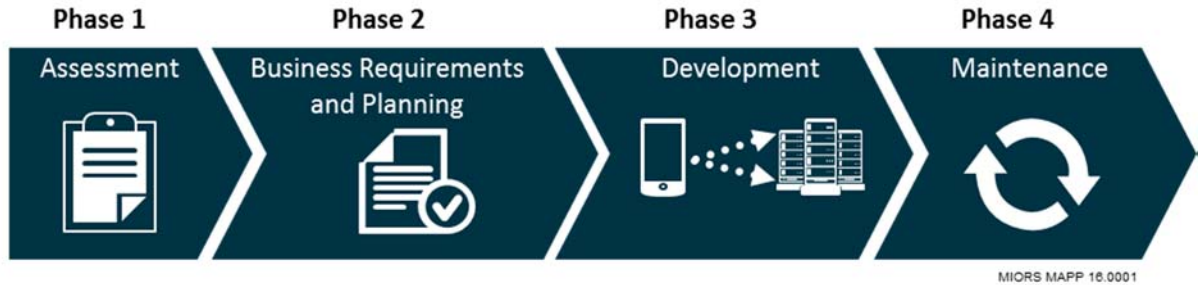 Phase 1
Phase 2
Phase 3
Phase 4
Assessment
Business Requirements
and Planning
Development
Maintenance
MIORS MAPP 16.0001